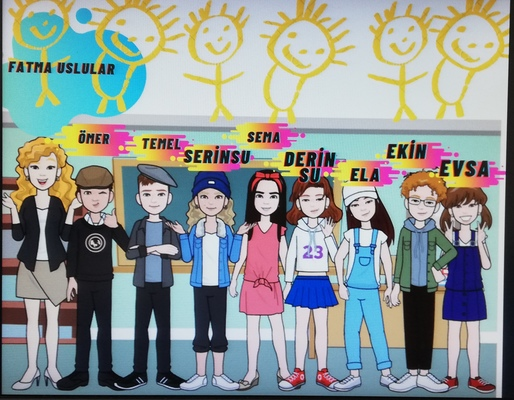 FATMA USLULAR
ÖMER
TEMEL
SERİNSU
SEMA
DERİN
SU
ELA
EKİN
EVSA
23